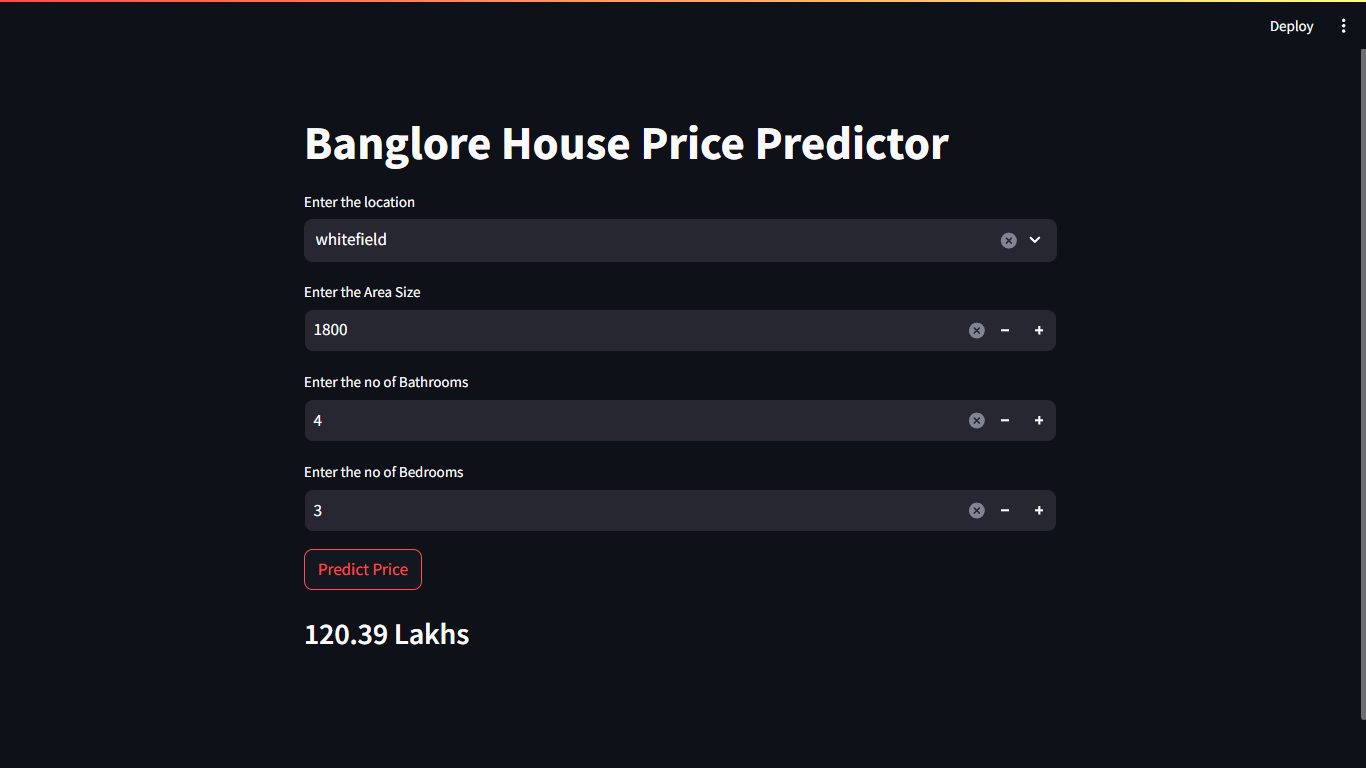 Deploy
Banglore House Price Predictor
Enter the location
whitefield
Enter the Area Size
1800
Enter the no of Bathrooms
4
Enter the no of Bedrooms
3
Predict Price
120.39 Lakhs